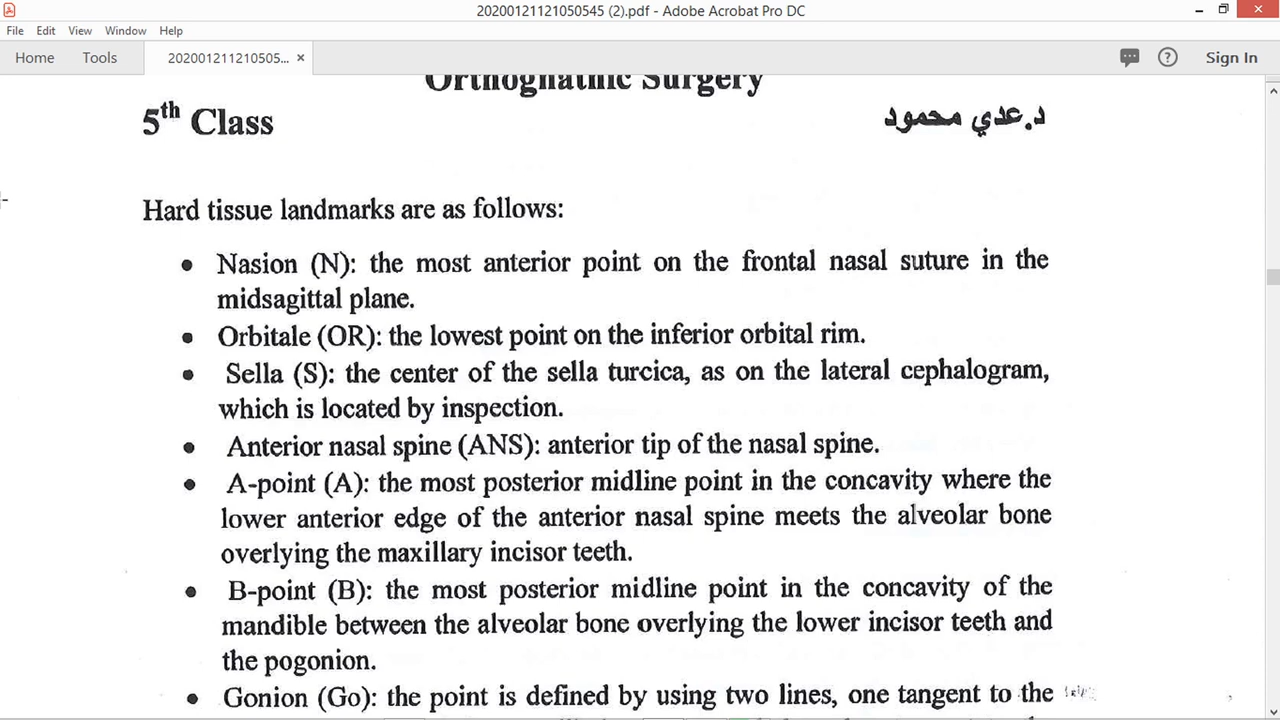 20200121121050545 (2).pdf - Adobe Acrobat Pro DC
File Edit View Window Help
Home Tools 202001211210505... × Sign In
Orthognathic Surgery
5th Class د.عدي محمود
Hard tissue landmarks are as follows:
• Nasion (N): the most anterior point on the frontal nasal suture in the
midsagittal plane.
• Orbitale (OR): the lowest point on the inferior orbital rim.
• Sella (S): the center of the sella turcica, as on the lateral cephalogram,
which is located by inspection.
• Anterior nasal spine (ANS): anterior tip of the nasal spine.
• A-point (A): the most posterior midline point in the concavity where the
lower anterior edge of the anterior nasal spine meets the alveolar bone
overlying the maxillary incisor teeth.
• B-point (B): the most posterior midline point in the concavity of the
mandible between the alveolar bone overlying the lower incisor teeth and
the pogonion.
• Gonion (Go): the point is defined by using two lines, one tangent to the